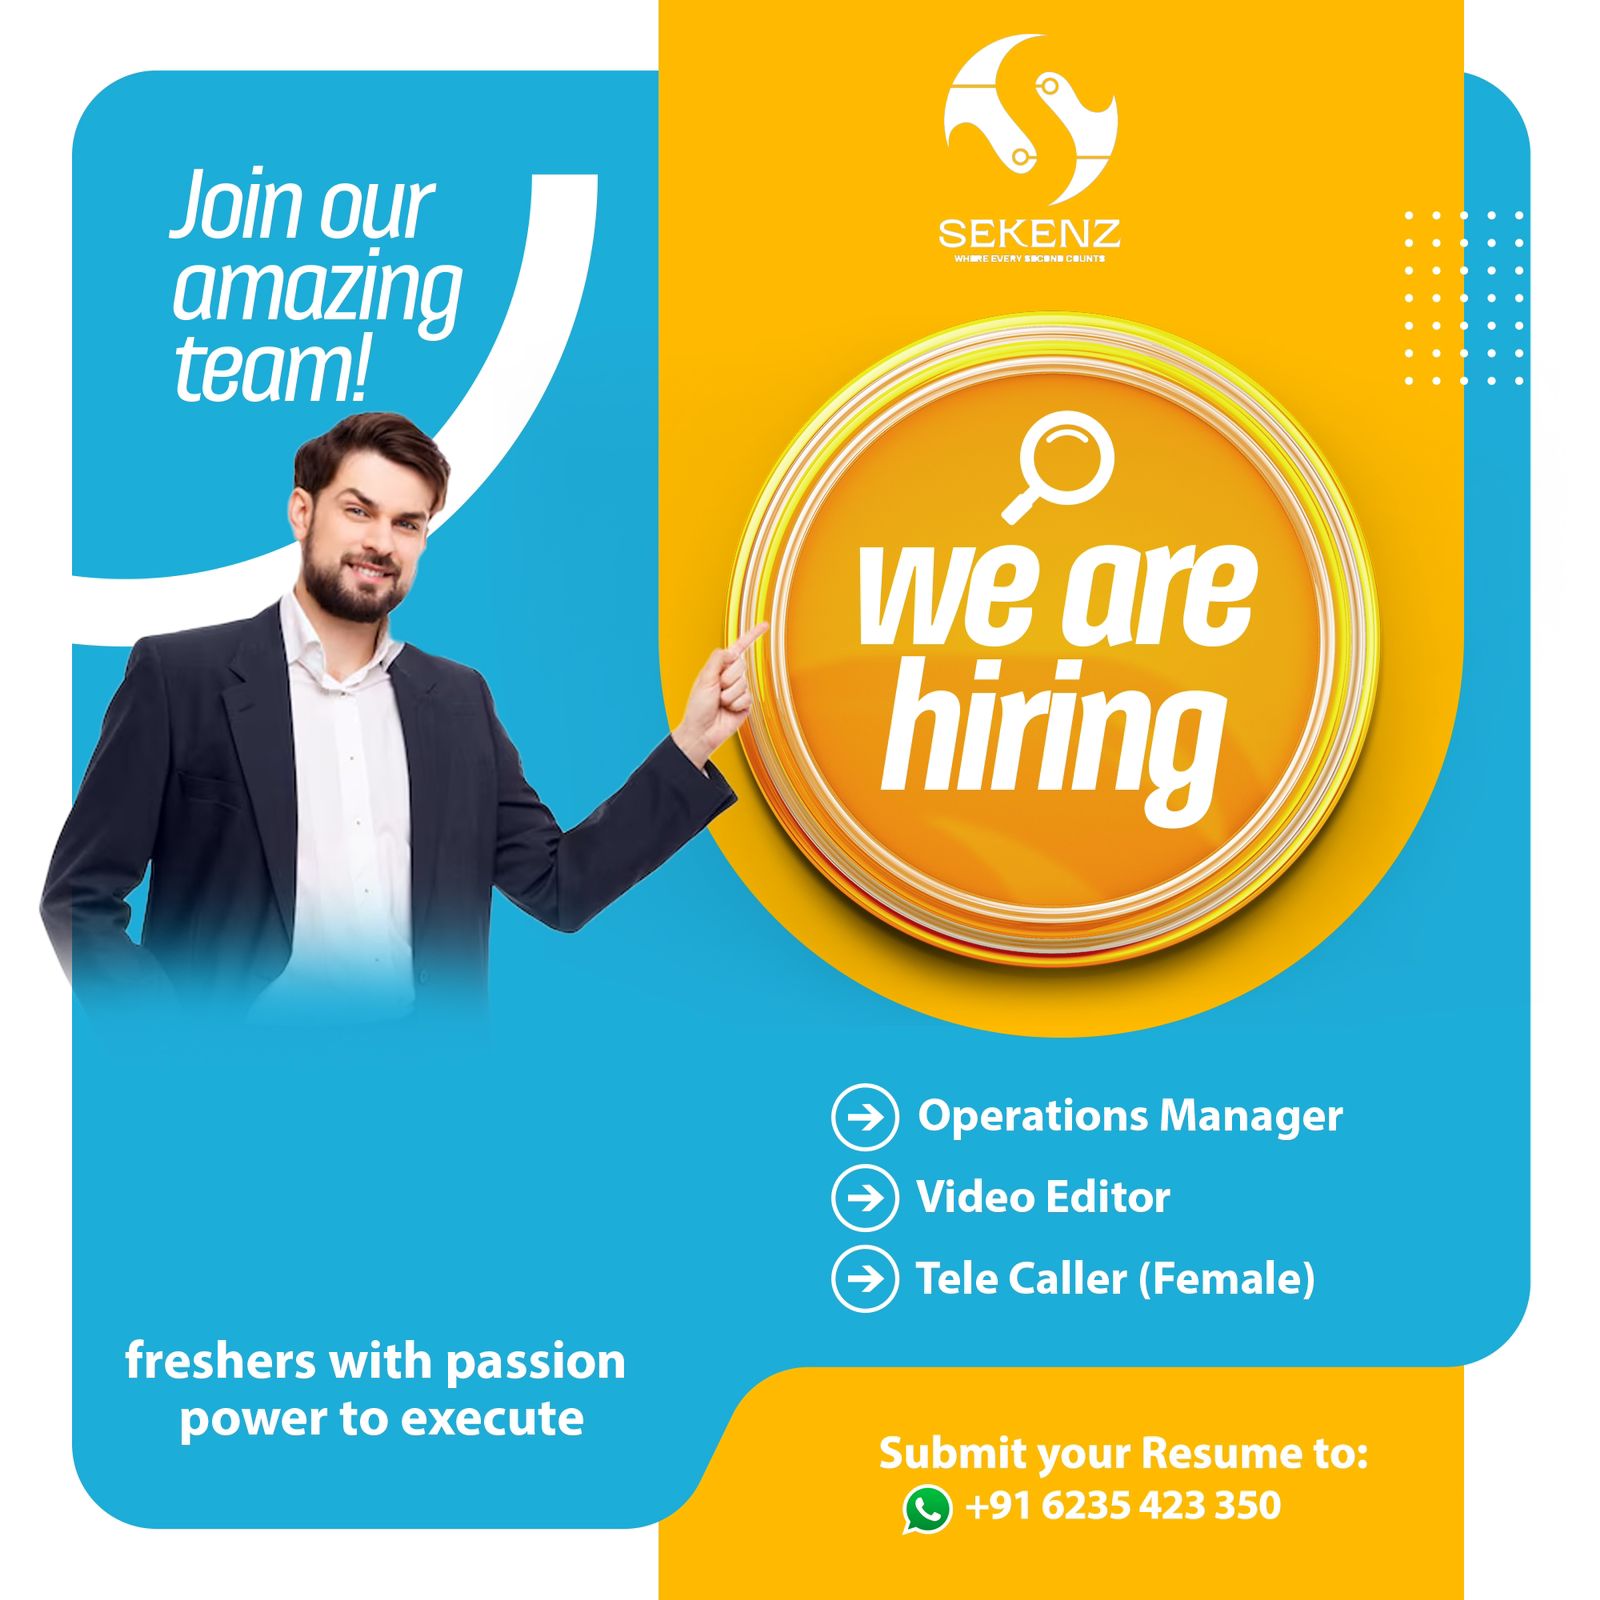 SEKENZ
WHERE EVERY SECOND COUNTS
Join our
amazing
team!
we are
hiring
Operations Manager
Video Editor
Tele Caller (Female)
freshers with passion
power to execute
Submit your Resume to:
+91 6235 423 350